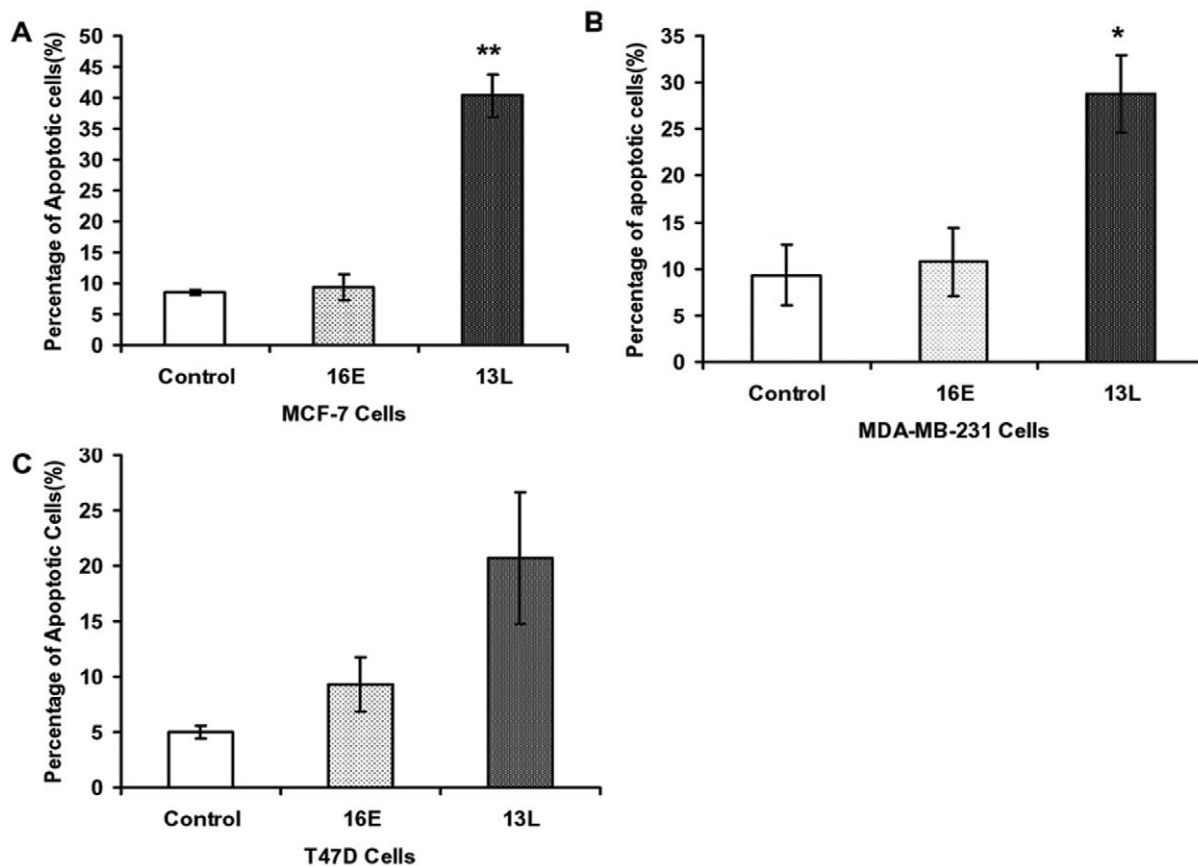 A
Percentage of Apoptotic cells(%)
50
45
40
35
30
25
20
15
10
5
0
**
Control 16E 13L
MCF-7 Cells
B
Percentage of apoptotic cells(%)
35
30
25
20
15
10
5
0
*
Control 16E 13L
MDA-MB-231 Cells
C
Percentage of Apoptotic Cells(%)
30
25
20
15
10
5
0
Control 16E 13L
T47D Cells